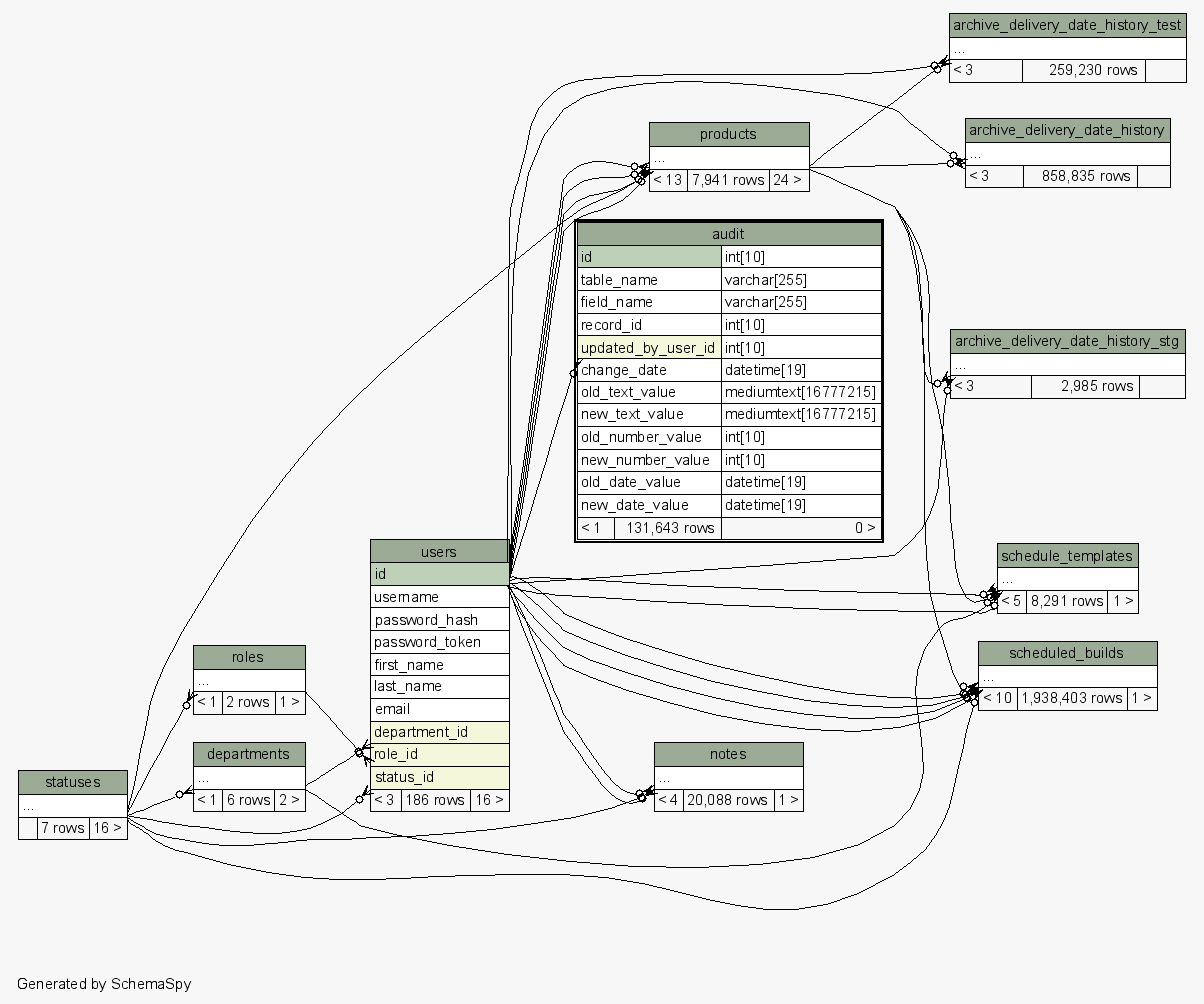 archive_delivery_date_history_test
...
< 3 259,230 rows
archive_delivery_date_history
...
< 3 858,835 rows
products
...
< 13 7,941 rows 24 >
audit
id int[10]
table_name varchar[255]
field_name varchar[255]
record_id int[10]
updated_by_user_id int[10]
change_date datetime[19]
old_text_value mediumtext[16777215]
new_text_value mediumtext[16777215]
old_number_value int[10]
new_number_value int[10]
old_date_value datetime[19]
new_date_value datetime[19]
< 1 131,643 rows 0 >
archive_delivery_date_history_stg
...
< 3 2,985 rows
users
id
username
password_hash
password_token
first_name
last_name
email
department_id
role_id
status_id
< 3 186 rows 16 >
schedule_templates
...
< 5 8,291 rows 1 >
scheduled_builds
...
< 10 1,938,403 rows 1 >
roles
...
< 1 2 rows 1 >
departments
...
< 1 6 rows 2 >
notes
...
< 4 20,088 rows 1 >
statuses
...
7 rows 16 >
Generated by SchemaSpy